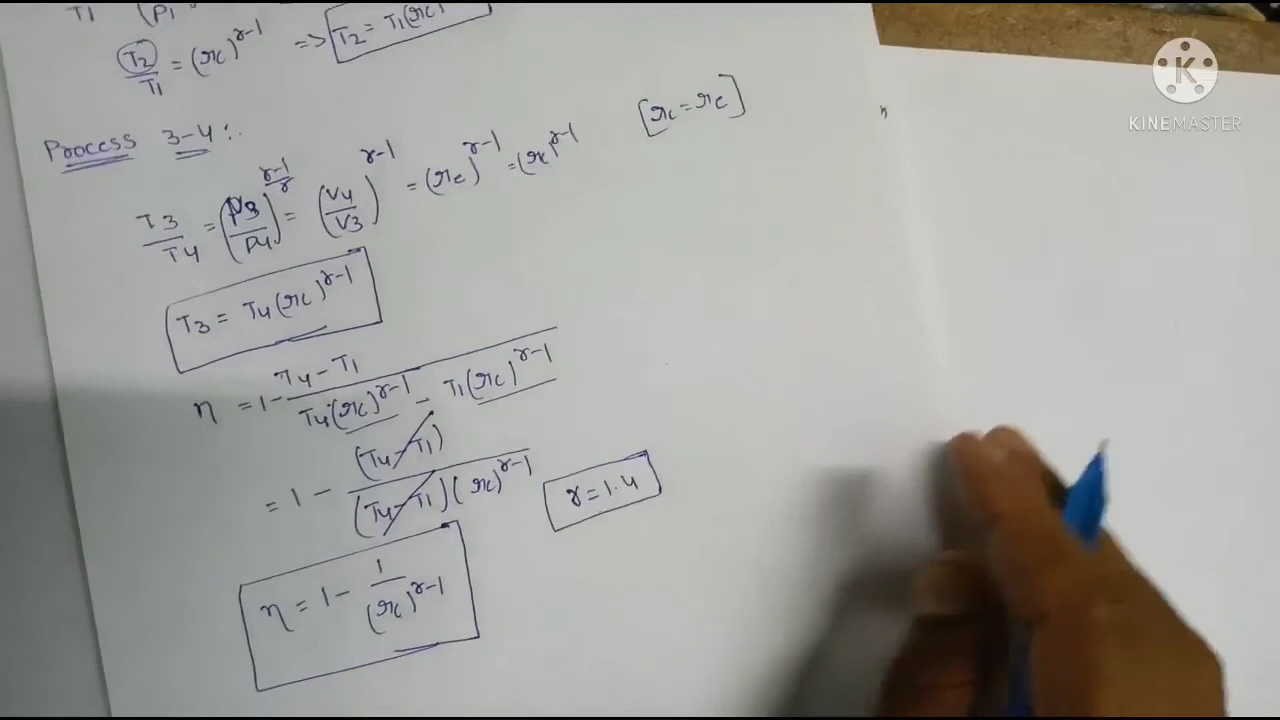 T1 (P1
T2/T1 = (rc)^γ-1 => T2 = T1(rc)
Process 3-4 :.
[rc = re]
T3/T4 = (P3/P4)^γ-1/γ = (V4/V3)^γ-1 = (re)^γ-1 = (rc)^γ-1
T3 = T4(rc)^γ-1
η = 1 - T4-T1/T4(rc)^γ-1 - T1(rc)^γ-1
= 1 - (T4-T1)/(T4-T1)(rc)^γ-1
γ = 1.4
η = 1 - 1/(rc)^γ-1
K
KINEMASTER